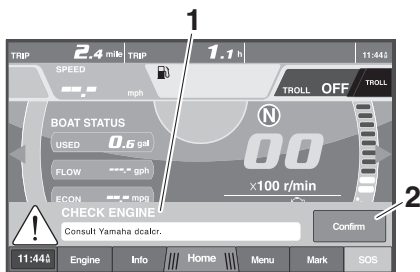 1
TRIP 2.4 mile TRIP 1.1 h 11:44
SPEED
--.- mph
TROLL OFF TROLL
BOAT STATUS
USED 0.6 gal
N
00
FLOW ---.- gph
ECON --.- mpg
×100 r/min
2
CHECK ENGINE
Consult Yamaha dealer.
Confirm
11:44 Engine Info Home Menu Mark SOS